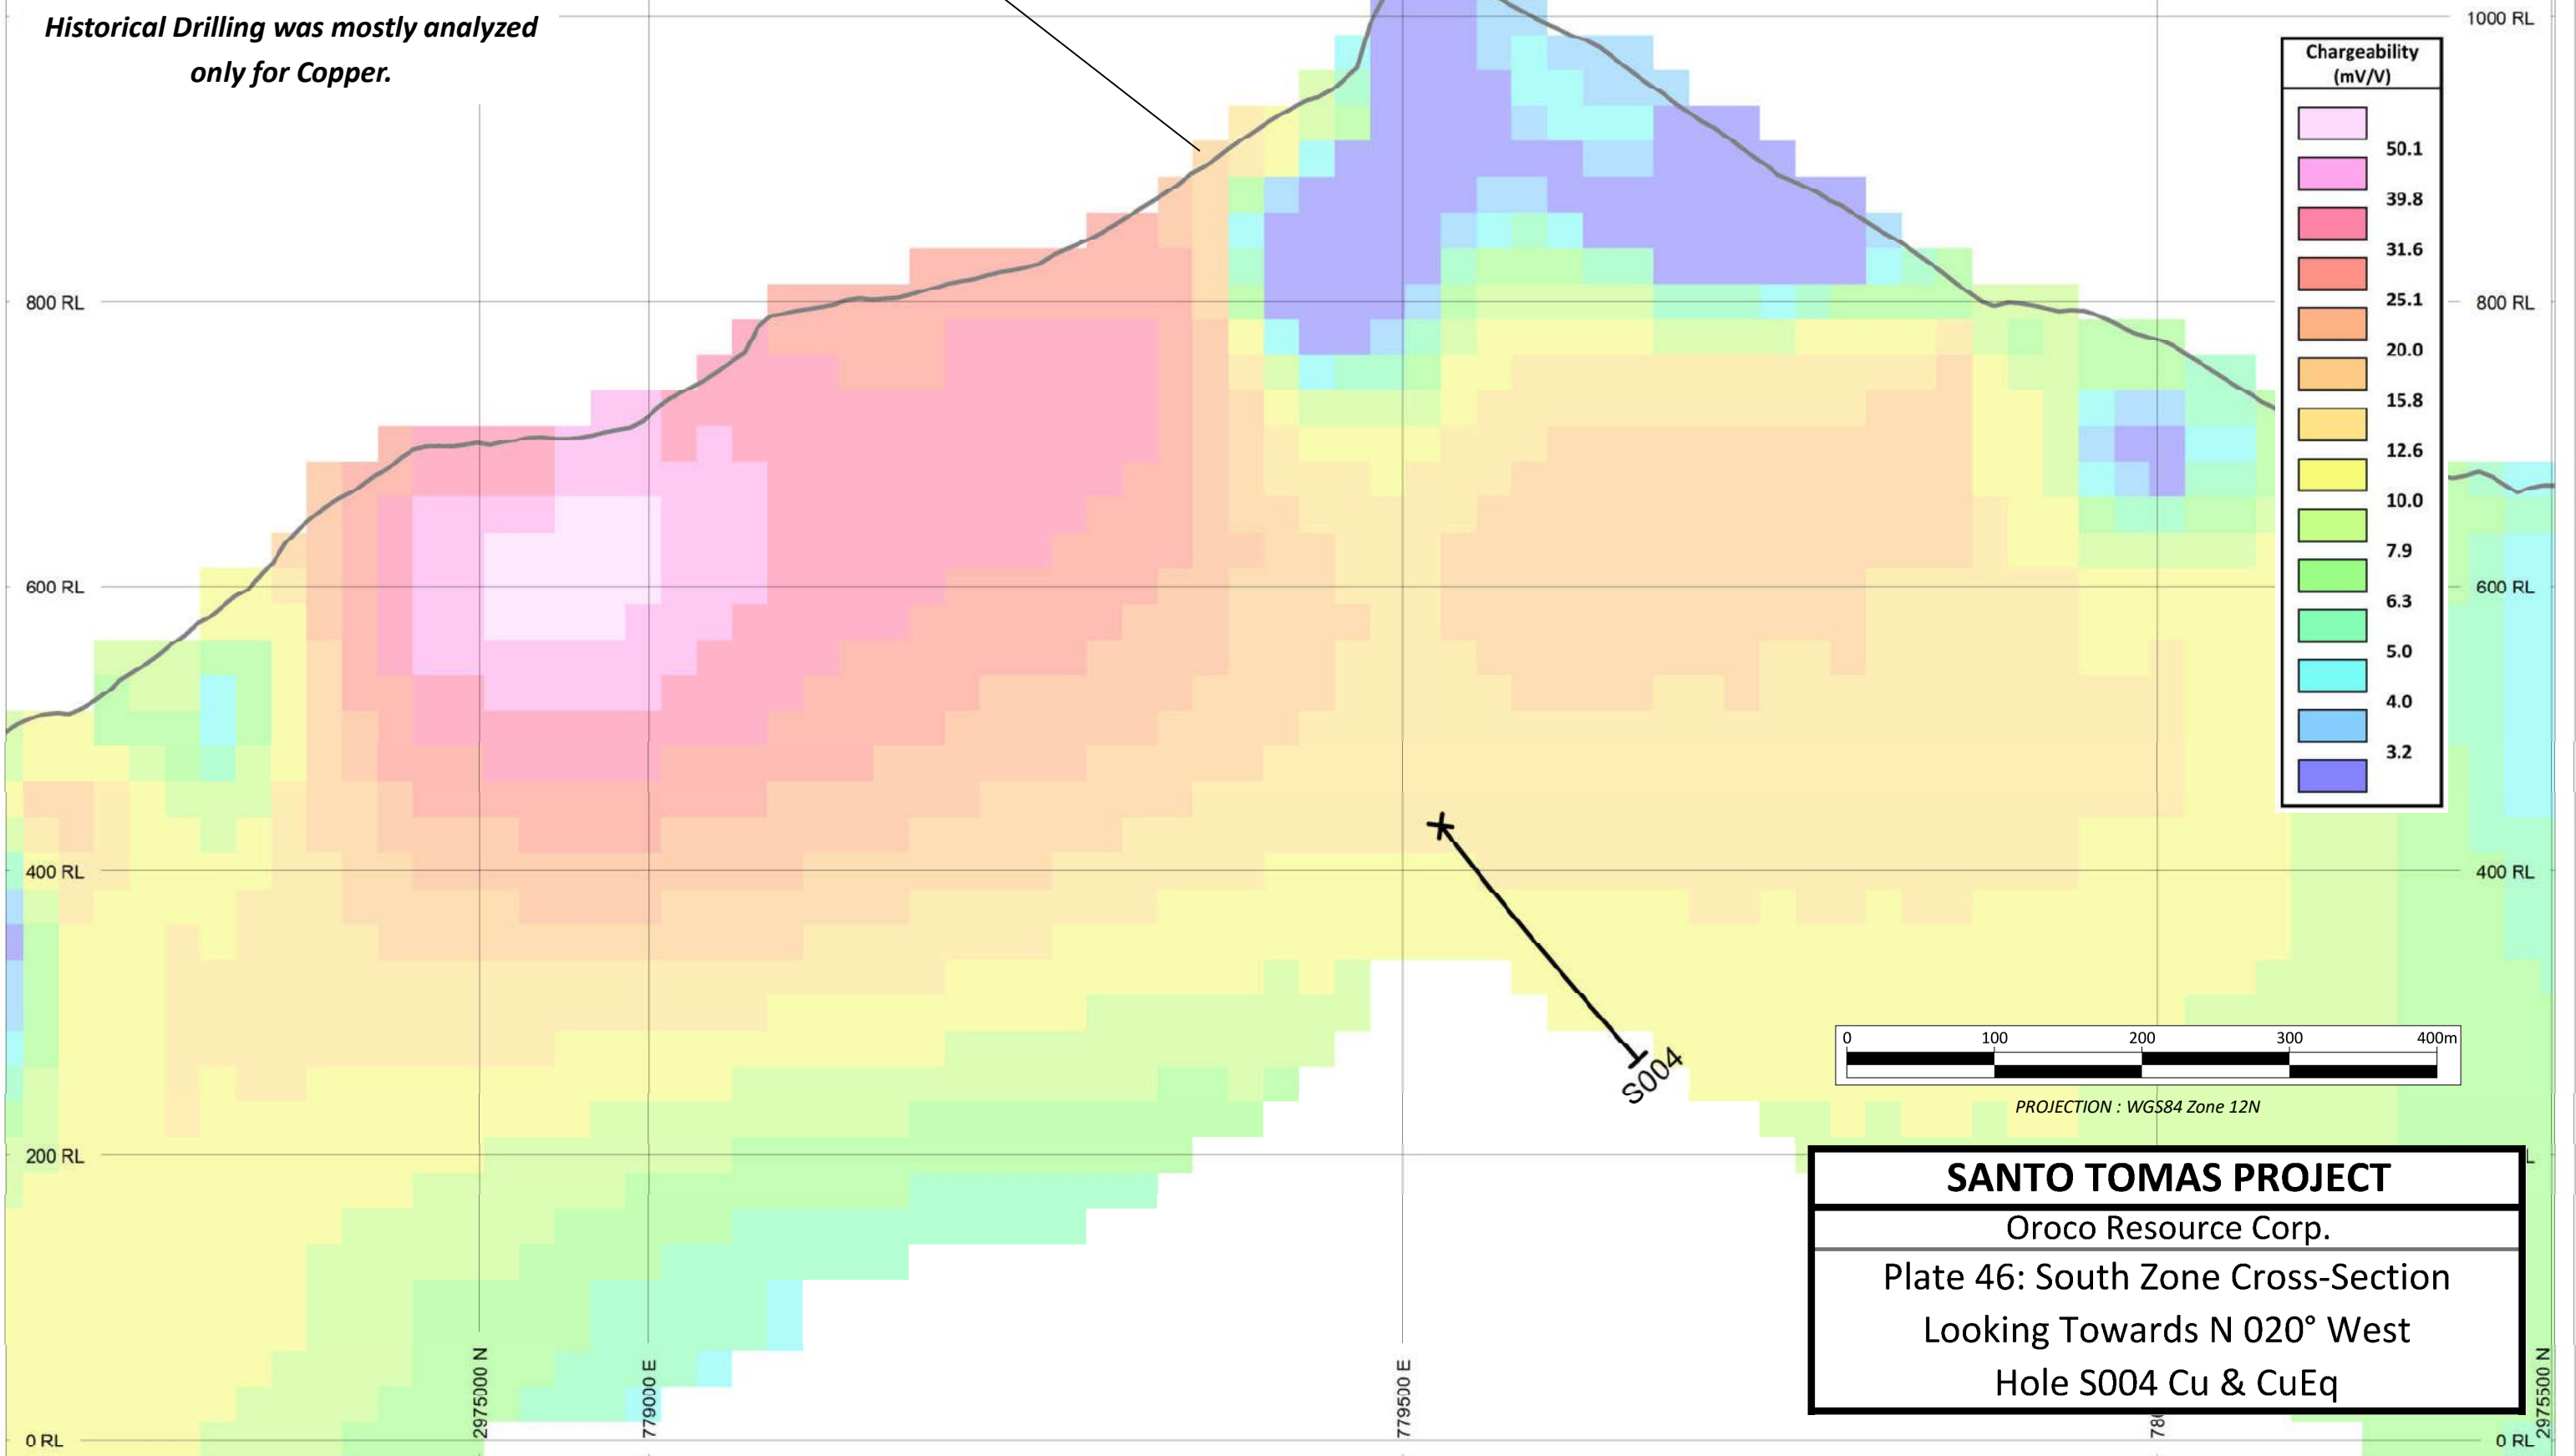 Historical Drilling was mostly analyzed
only for Copper.
1000 RL
Chargeability
(mV/V)
50.1
39.8
31.6
25.1
20.0
15.8
12.6
10.0
7.9
6.3
5.0
4.0
3.2
800 RL
800 RL
600 RL
600 RL
400 RL
400 RL
S004
0 100 200 300 400m
PROJECTION : WGS84 Zone 12N
200 RL
SANTO TOMAS PROJECT
Oroco Resource Corp.
Plate 46: South Zone Cross-Section
Looking Towards N 020° West
Hole S004 Cu & CuEq
2975000 N
779000 E
779500 E
2975500 N
0 RL
0 RL